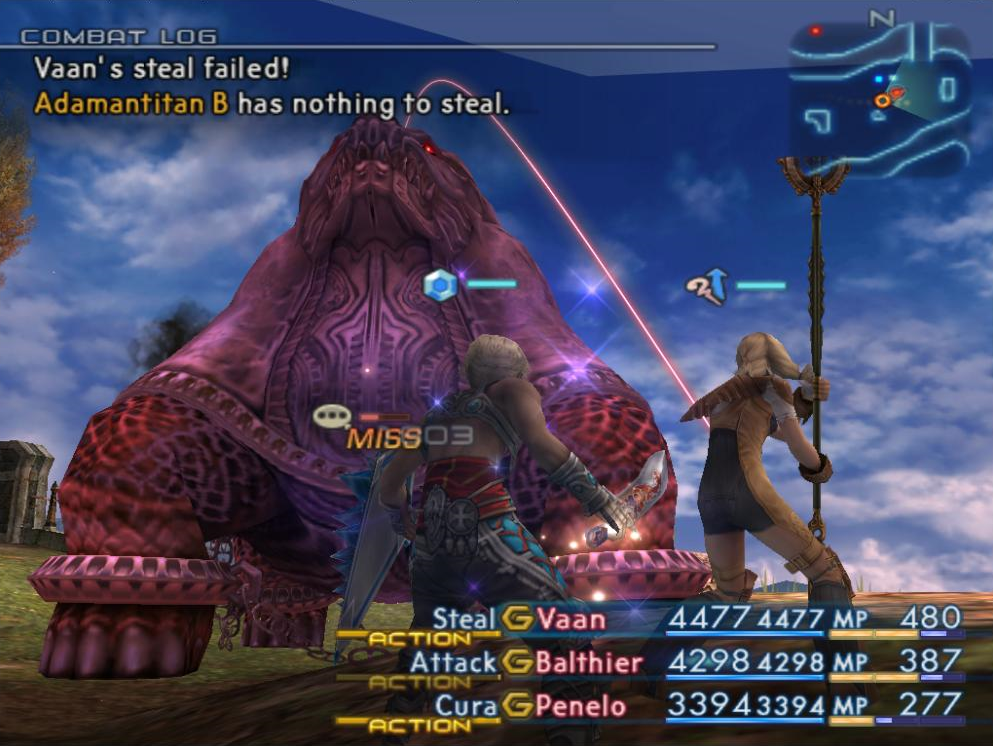 COMBAT LOG
N
Vaan's steal failed!
Adamantitan B has nothing to steal.
MISS
Steal G Vaan 4477 4477 MP 480
ACTION
Attack G Balthier 4298 4298 MP 387
ACTION
Cura G Penelo 3394 3394 MP 277
ACTION